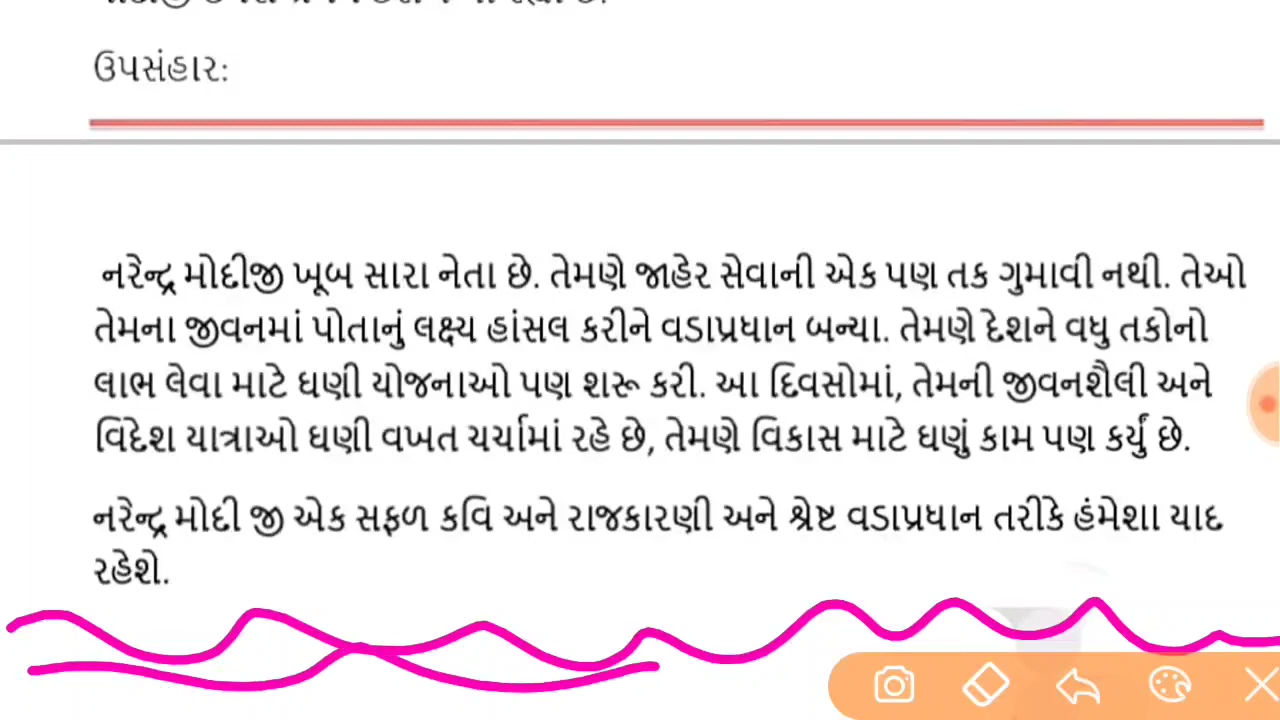 ઉપસંહાર:
નરેન્દ્ર મોદીજી ખૂબ સારા નેતા છે. તેમણે જાહેર સેવાની એક પણ તક ગુમાવી નથી. તેઓ
તેમના જીવનમાં પોતાનું લક્ષ્ય હાંસલ કરીને વડાપ્રધાન બન્યા. તેમણે દેશને વધુ તકોનો
લાભ લેવા માટે ઘણી યોજનાઓ પણ શરૂ કરી. આ દિવસોમાં, તેમની જીવનશૈલી અને
વિદેશ યાત્રાઓ ઘણી વખત ચર્ચામાં રહે છે, તેમણે વિકાસ માટે ઘણું કામ પણ કર્યું છે.
નરેન્દ્ર મોદી જી એક સફળ કવિ અને રાજકારણી અને શ્રેષ્ટ વડાપ્રધાન તરીકે હંમેશા યાદ
રહેશે.